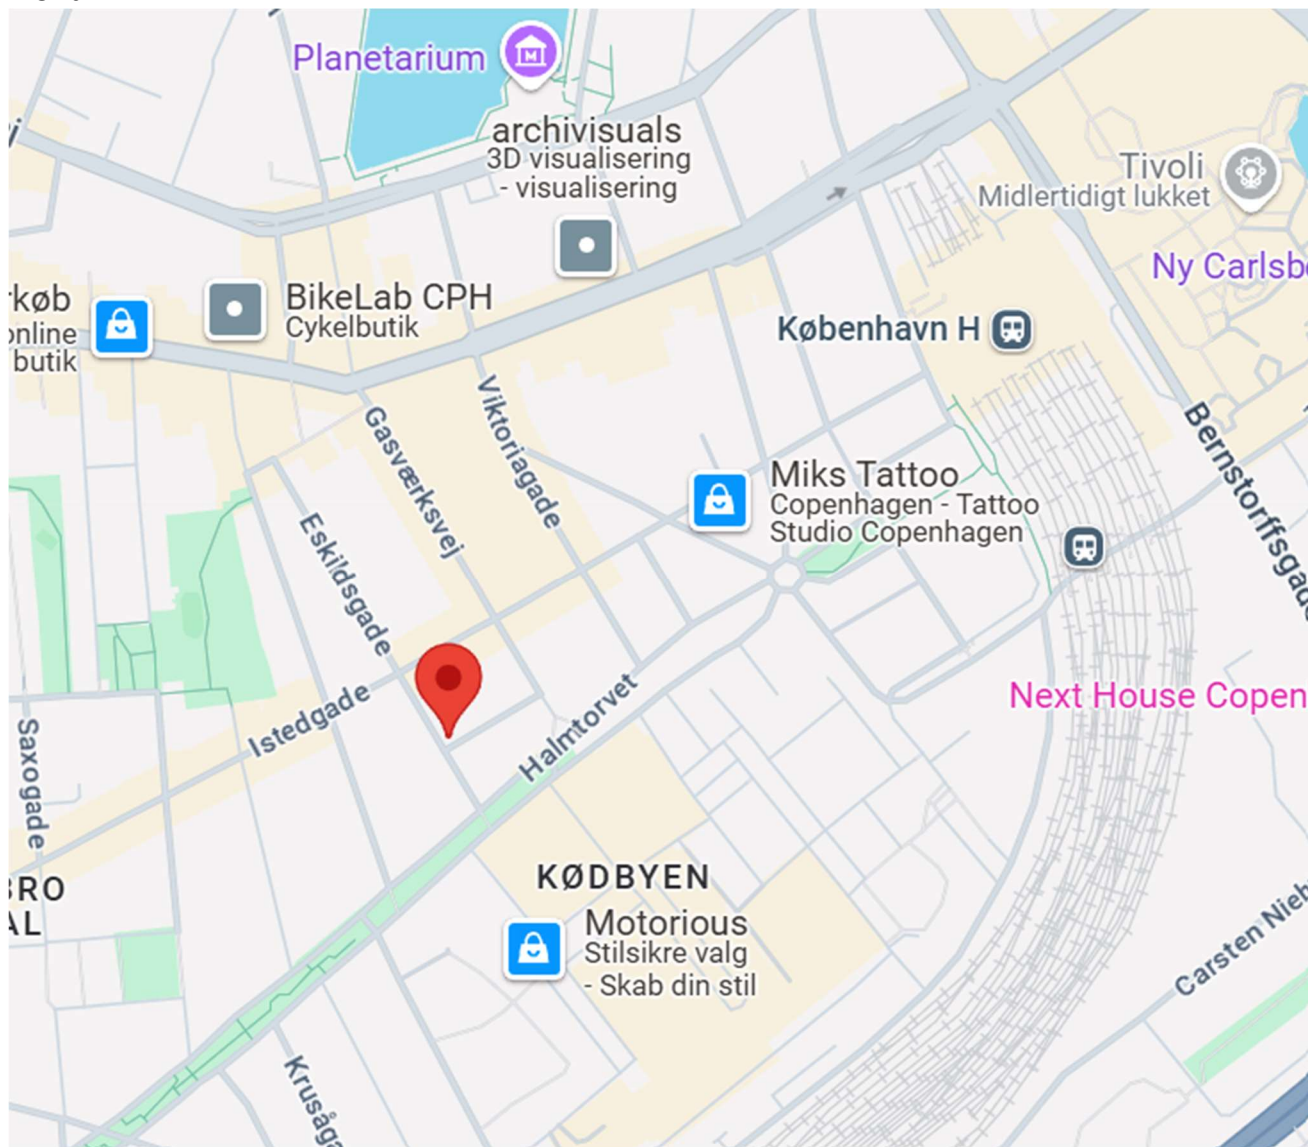 Planetarium
archivisuals
3D visualisering
- visualisering
Tivoli
Midlertidigt lukket
Ny Carlsb
rkøb
online
butik
BikeLab CPH
Cykelbutik
København H
Viktoriagade
Gasværksvej
Bernstorffsgade
Miks Tattoo
Copenhagen - Tattoo
Studio Copenhagen
Eskildsgade
Istedgade
Halmtorvet
Next House Copen
Saxogade
BRO
AL
KØDBYEN
Motorious
Stilsikre valg
- Skab din stil
Carsten Nieb
Krusåg